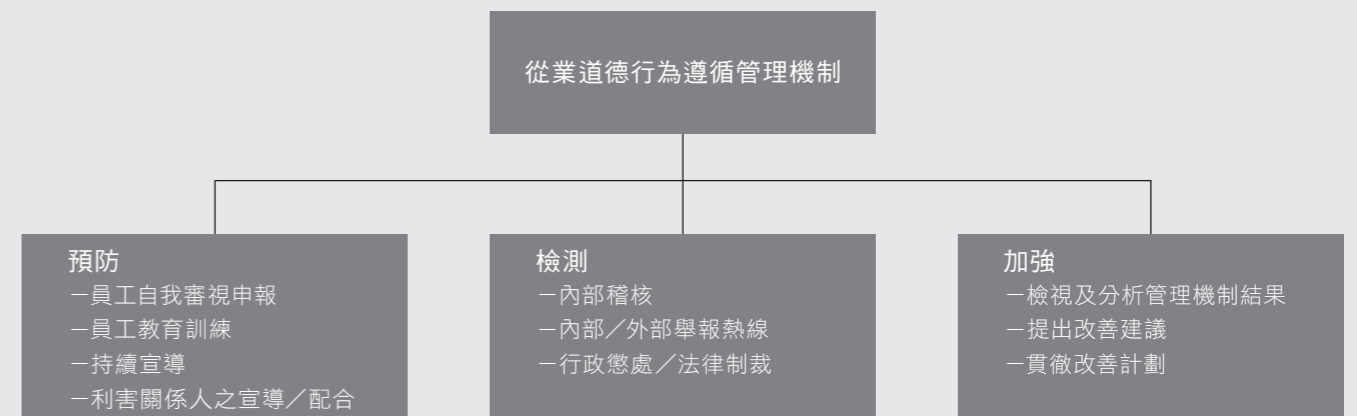 從業道德行為遵循管理機制
預防
－員工自我審視申報
－員工教育訓練
－持續宣導
－利害關係人之宣導／配合
檢測
－內部稽核
－內部／外部舉報熱線
－行政懲處／法律制裁
加強
－檢視及分析管理機制結果
－提出改善建議
－貫徹改善計劃